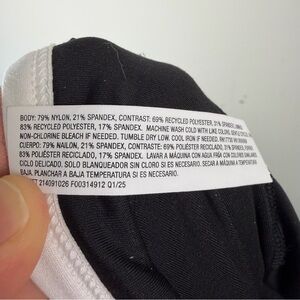 BODY: 79% NYLON, 21% SPANDEX, CONTRAST: 69% RECYCLED POLYESTER, 31% SPANDEX,
83% RECYCLED POLYESTER, 17% SPANDEX. MACHINE WASH COLD WITH LIKE COLORS,
NON-CHLORINE BLEACH IF NEEDED. TUMBLE DRY LOW. COOL IRON IF NEEDED.
CUERPO: 79% NAILON, 21% SPANDEX, CONTRASTE: 69% POLIÉSTER RECICLADO,
83% POLIÉSTER RECICLADO, 17% SPANDEX. LAVAR A MÁQUINA CON AGUA FRÍA CON COLORES
CICLO DELICADO. SOLO BLANQUEADOR SIN CLORO SI ES NECESARIO. SECAR A MÁQUINA A TEMPERATURA
BAJA. PLANCHAR A BAJA TEMPERATURA SI ES NECESARIO.
214091026 F00314912 Q1/25